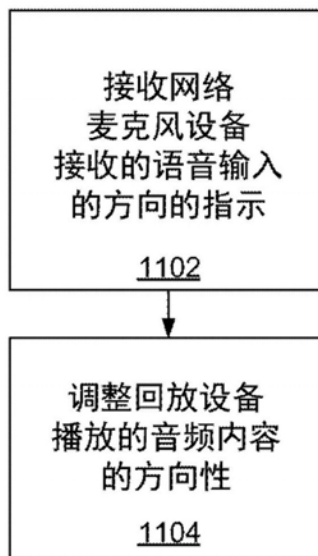 接收网络
麦克风设备
接收的语音输入
的方向的指示
1102
调整回放设备
播放的音频内容
的方向性
1104